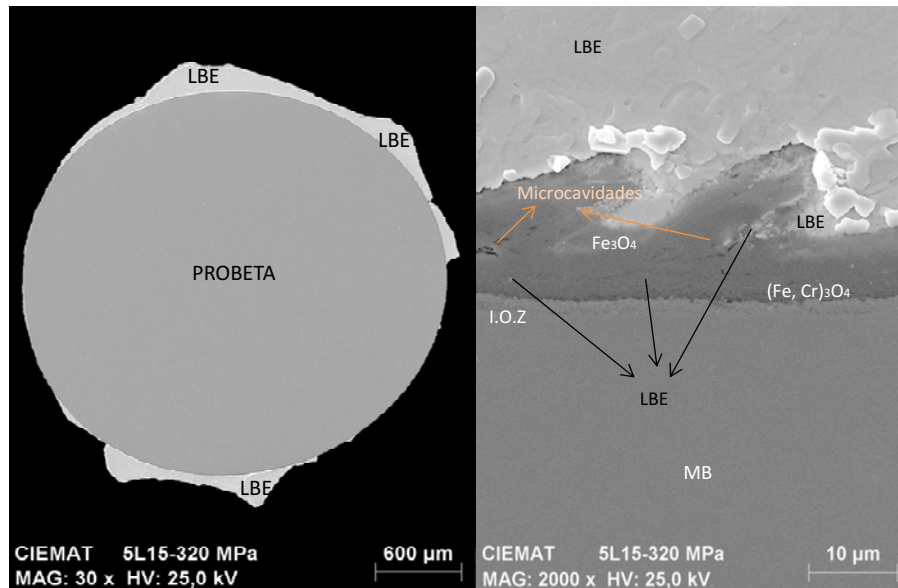 LBE
LBE
PROBETA
LBE
CIEMAT 5L15-320 MPa
MAG: 30 x HV: 25,0 kV
600 µm
LBE
Microcavidades
LBE
Fe₃O₄
(Fe, Cr)₃O₄
I.O.Z
LBE
MB
CIEMAT 5L15-320 MPa
MAG: 2000 x HV: 25,0 kV
10 µm